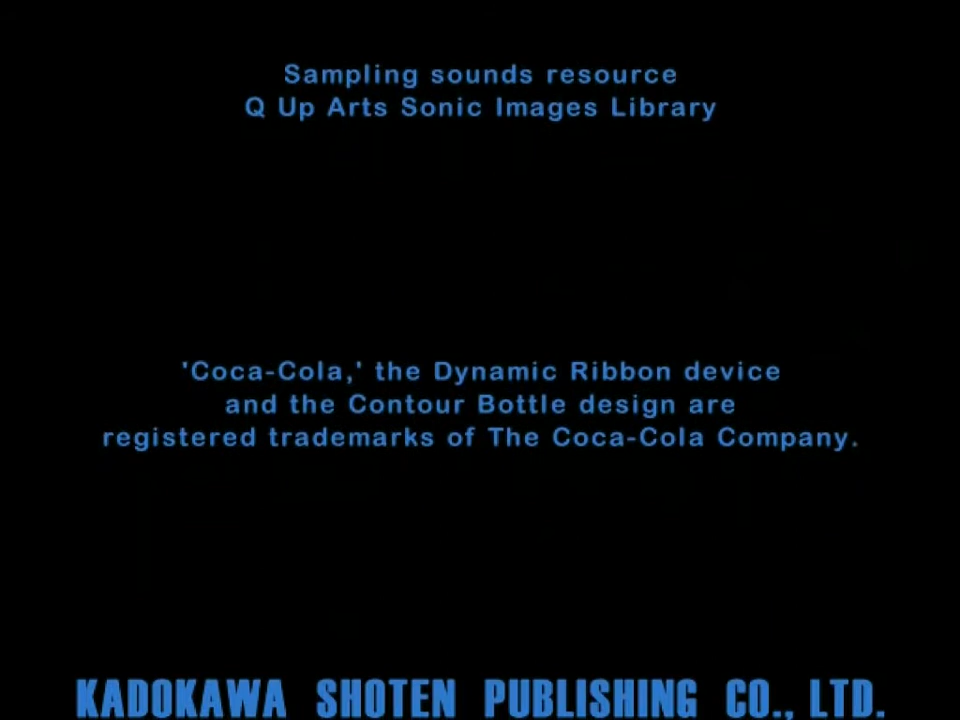 Sampling sounds resource
Q Up Arts Sonic Images Library
'Coca-Cola,' the Dynamic Ribbon device
and the Contour Bottle design are
registered trademarks of The Coca-Cola Company.
KADOKAWA SHOTEN PUBLISHING CO., LTD.